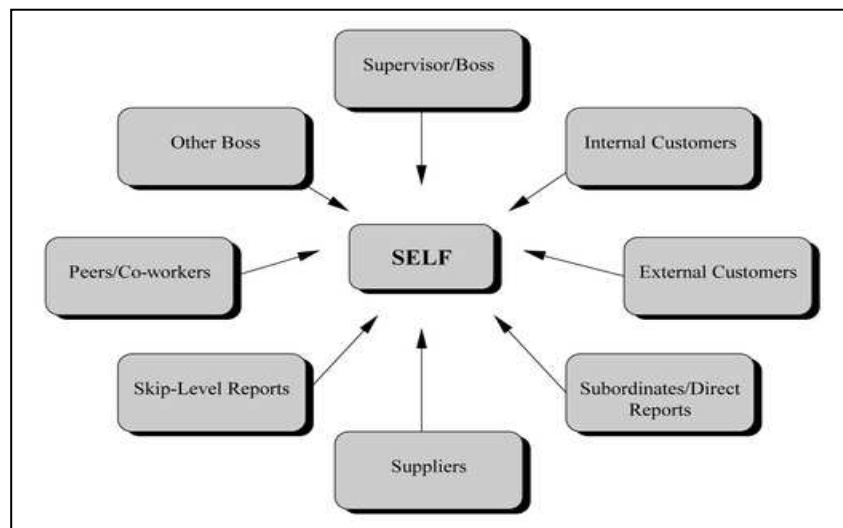 Supervisor/Boss
Other Boss
Internal Customers
SELF
Peers/Co-workers
External Customers
Skip-Level Reports
Subordinates/Direct
Reports
Suppliers